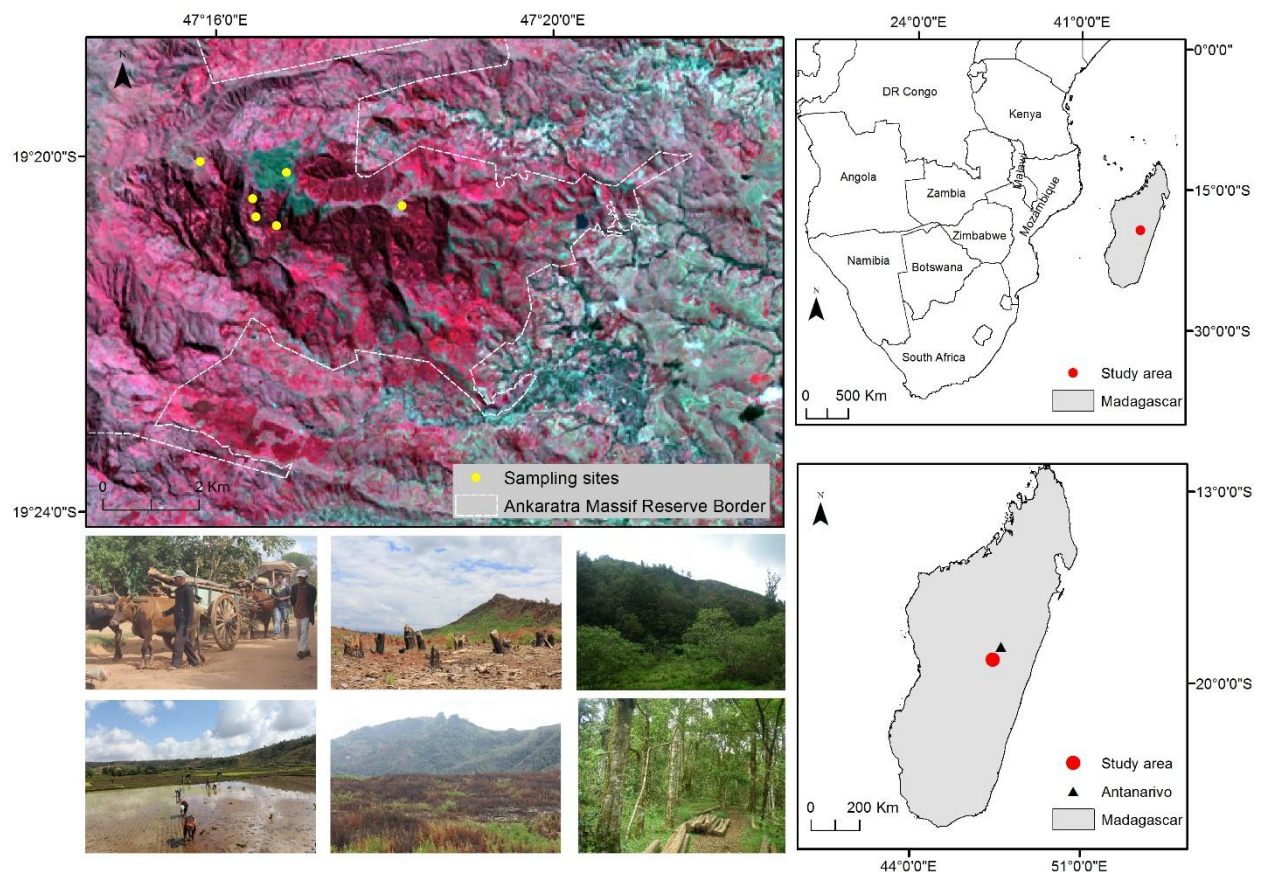 47°16'0"E
47°20'0"E
N
19°20'0"S
19°24'0"S
0 2 Km
Sampling sites
Ankaratra Massif Reserve Border
24°0'0"E
41°0'0"E
0°0'0"
15°0'0"S
30°0'0"S
DR Congo
Kenya
Angola
Zambia
Malawi
Mozambique
Zimbabwe
Namibia
Botswana
South Africa
N
0 500 Km
Study area
Madagascar
13°0'0"S
20°0'0"S
N
0 200 Km
Study area
Antanarivo
Madagascar
44°0'0"E
51°0'0"E